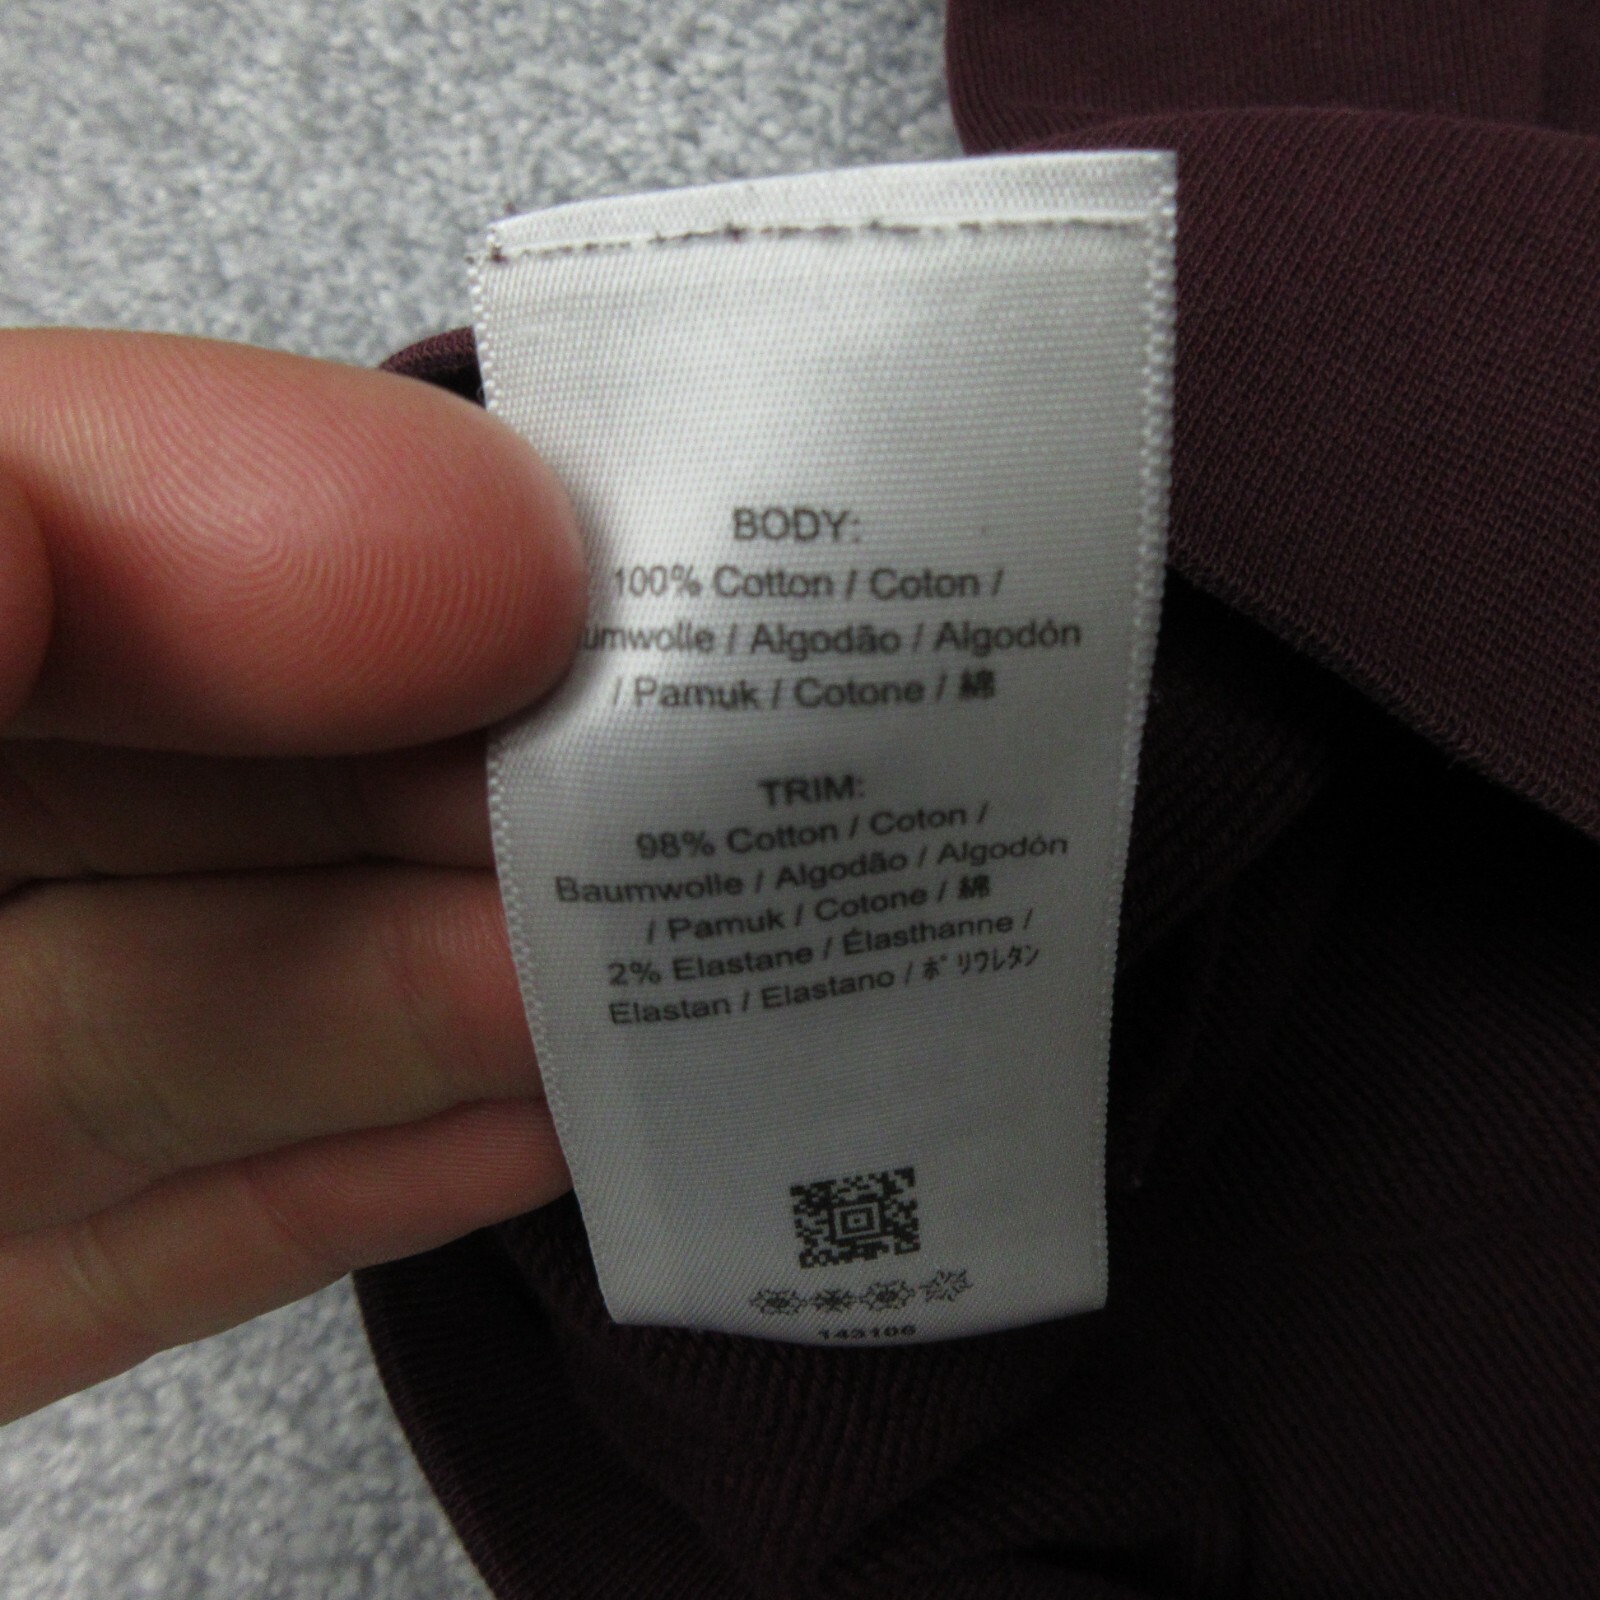 BODY:
100% Cotton / Coton /
umwolle / Algodão / Algodón
/ Pamuk / Cotone / 綿
TRIM:
98% Cotton / Coton /
Baumwolle / Algodão / Algodón
/ Pamuk / Cotone / 綿
2% Elastane / Élasthanne /
Elastan / Elastano / ﾎﾟﾘｳﾚﾀﾝ
143106